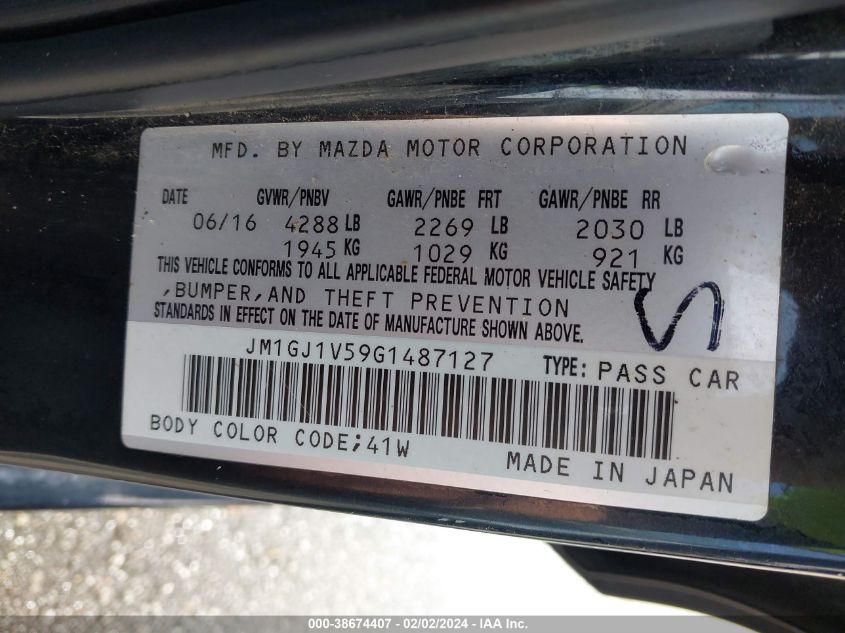 MFD. BY MAZDA MOTOR CORPORATION
DATE GVWR/PNBV GAWR/PNBE FRT GAWR/PNBE RR
06/16 4288 LB 2269 LB 2030 LB
1945 KG 1029 KG 921 KG
THIS VEHICLE CONFORMS TO ALL APPLICABLE FEDERAL MOTOR VEHICLE SAFETY
,BUMPER,AND THEFT PREVENTION
STANDARDS IN EFFECT ON THE DATE OF MANUFACTURE SHOWN ABOVE.
JM1GJ1V59G1487127 TYPE: PASS CAR
BODY COLOR CODE;41W
MADE IN JAPAN
000-38674407 - 02/02/2024 - IAA